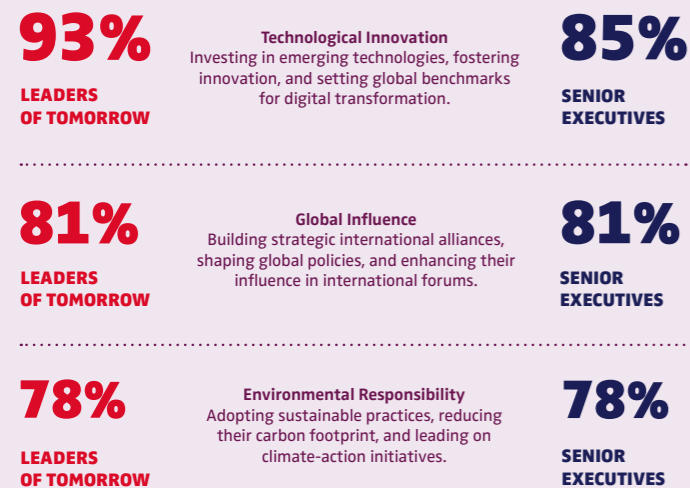 93%
LEADERS
OF TOMORROW
Technological Innovation
Investing in emerging technologies, fostering
innovation, and setting global benchmarks
for digital transformation.
85%
SENIOR
EXECUTIVES
81%
LEADERS
OF TOMORROW
Global Influence
Building strategic international alliances,
shaping global policies, and enhancing their
influence in international forums.
81%
SENIOR
EXECUTIVES
78%
LEADERS
OF TOMORROW
Environmental Responsibility
Adopting sustainable practices, reducing
their carbon footprint, and leading on
climate-action initiatives.
78%
SENIOR
EXECUTIVES